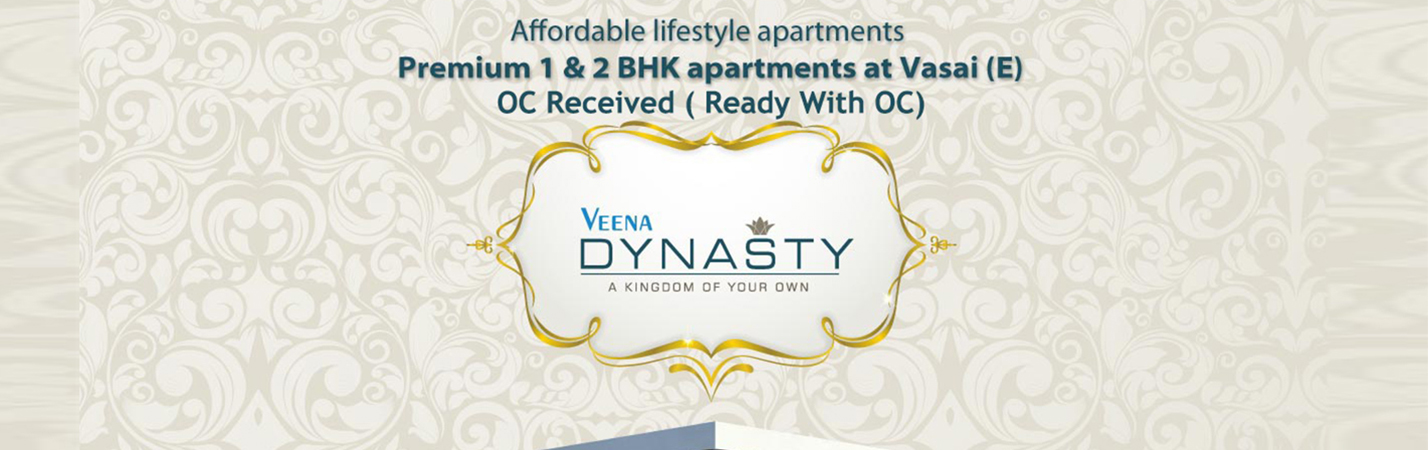 Affordable lifestyle apartments
Premium 1 & 2 BHK apartments at Vasai (E)
OC Received ( Ready With OC)
VEENA
DYNASTY
A KINGDOM OF YOUR OWN